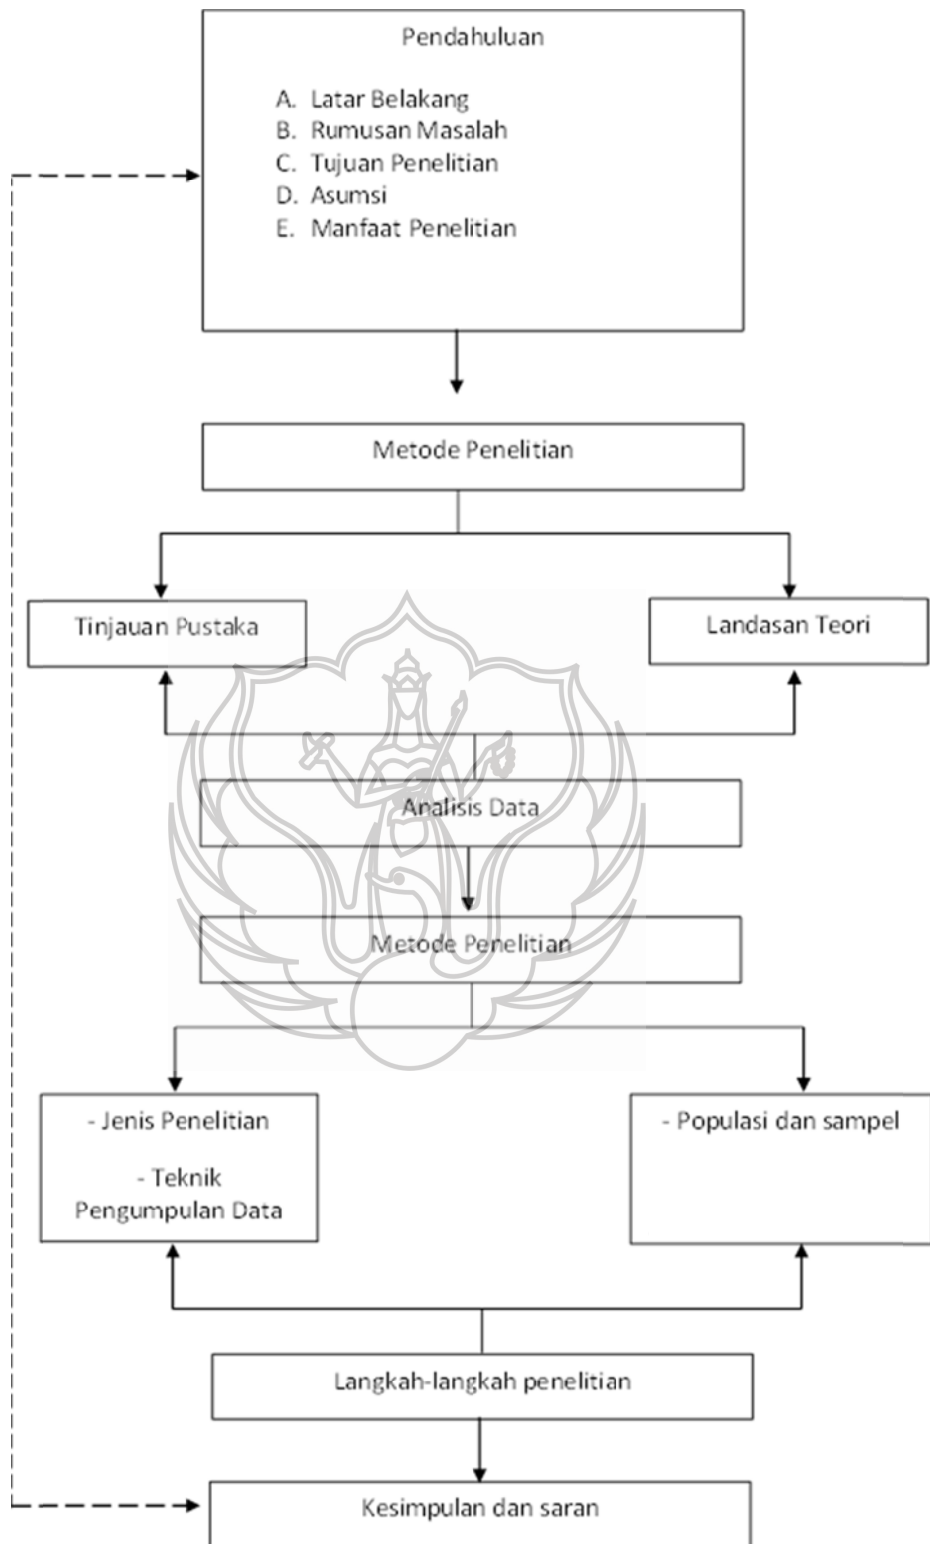 Pendahuluan
A. Latar Belakang
B. Rumusan Masalah
C. Tujuan Penelitian
D. Asumsi
E. Manfaat Penelitian
Metode Penelitian
Tinjauan Pustaka
Landasan Teori
Analisis Data
Metode Penelitian
- Jenis Penelitian
- Teknik
Pengumpulan Data
- Populasi dan sampel
Langkah-langkah penelitian
Kesimpulan dan saran